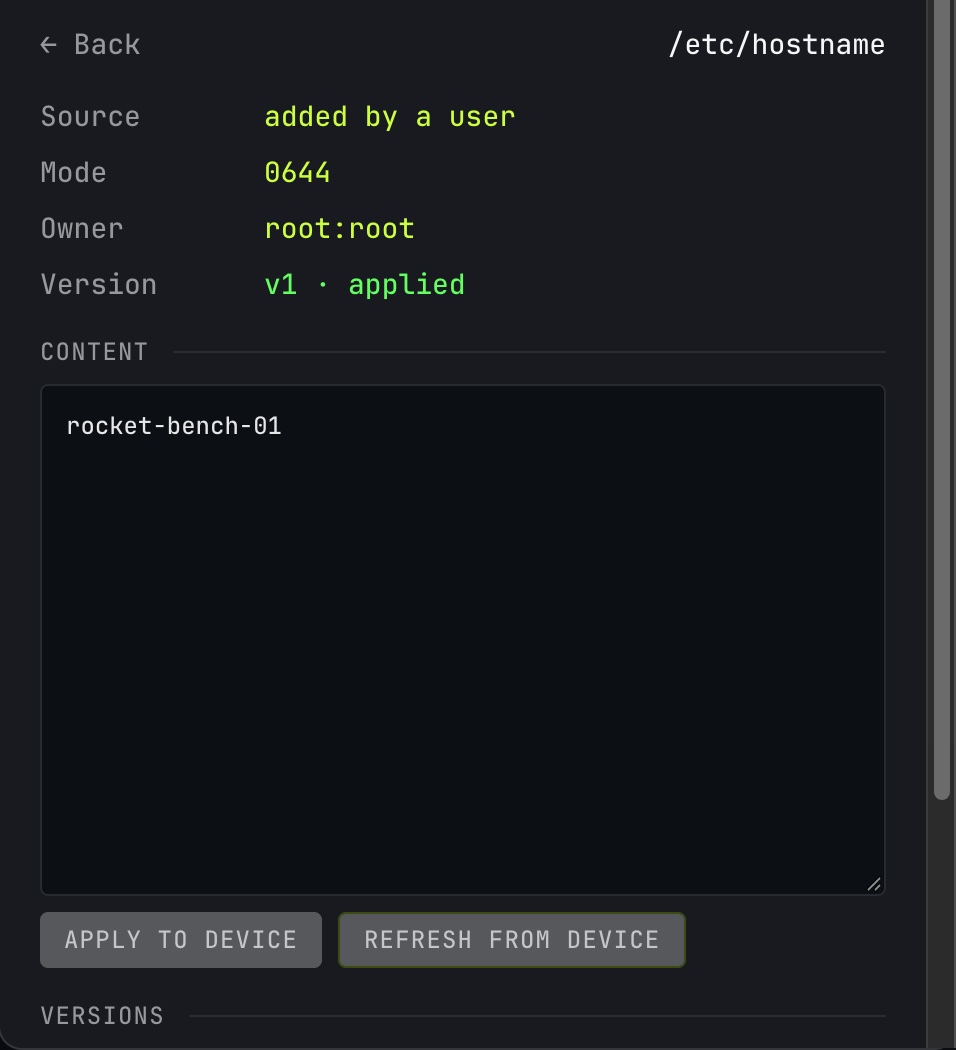 ← Back /etc/hostname
Source added by a user
Mode 0644
Owner root:root
Version v1 · applied
CONTENT
rocket-bench-01
APPLY TO DEVICE REFRESH FROM DEVICE
VERSIONS